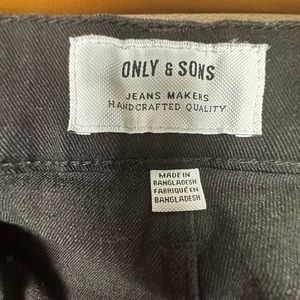 ONLY & SONS
JEANS MAKERS
HANDCRAFTED QUALITY
MADE IN
BANGLADESH
FABRIQUÉ EN
BANGLADESH